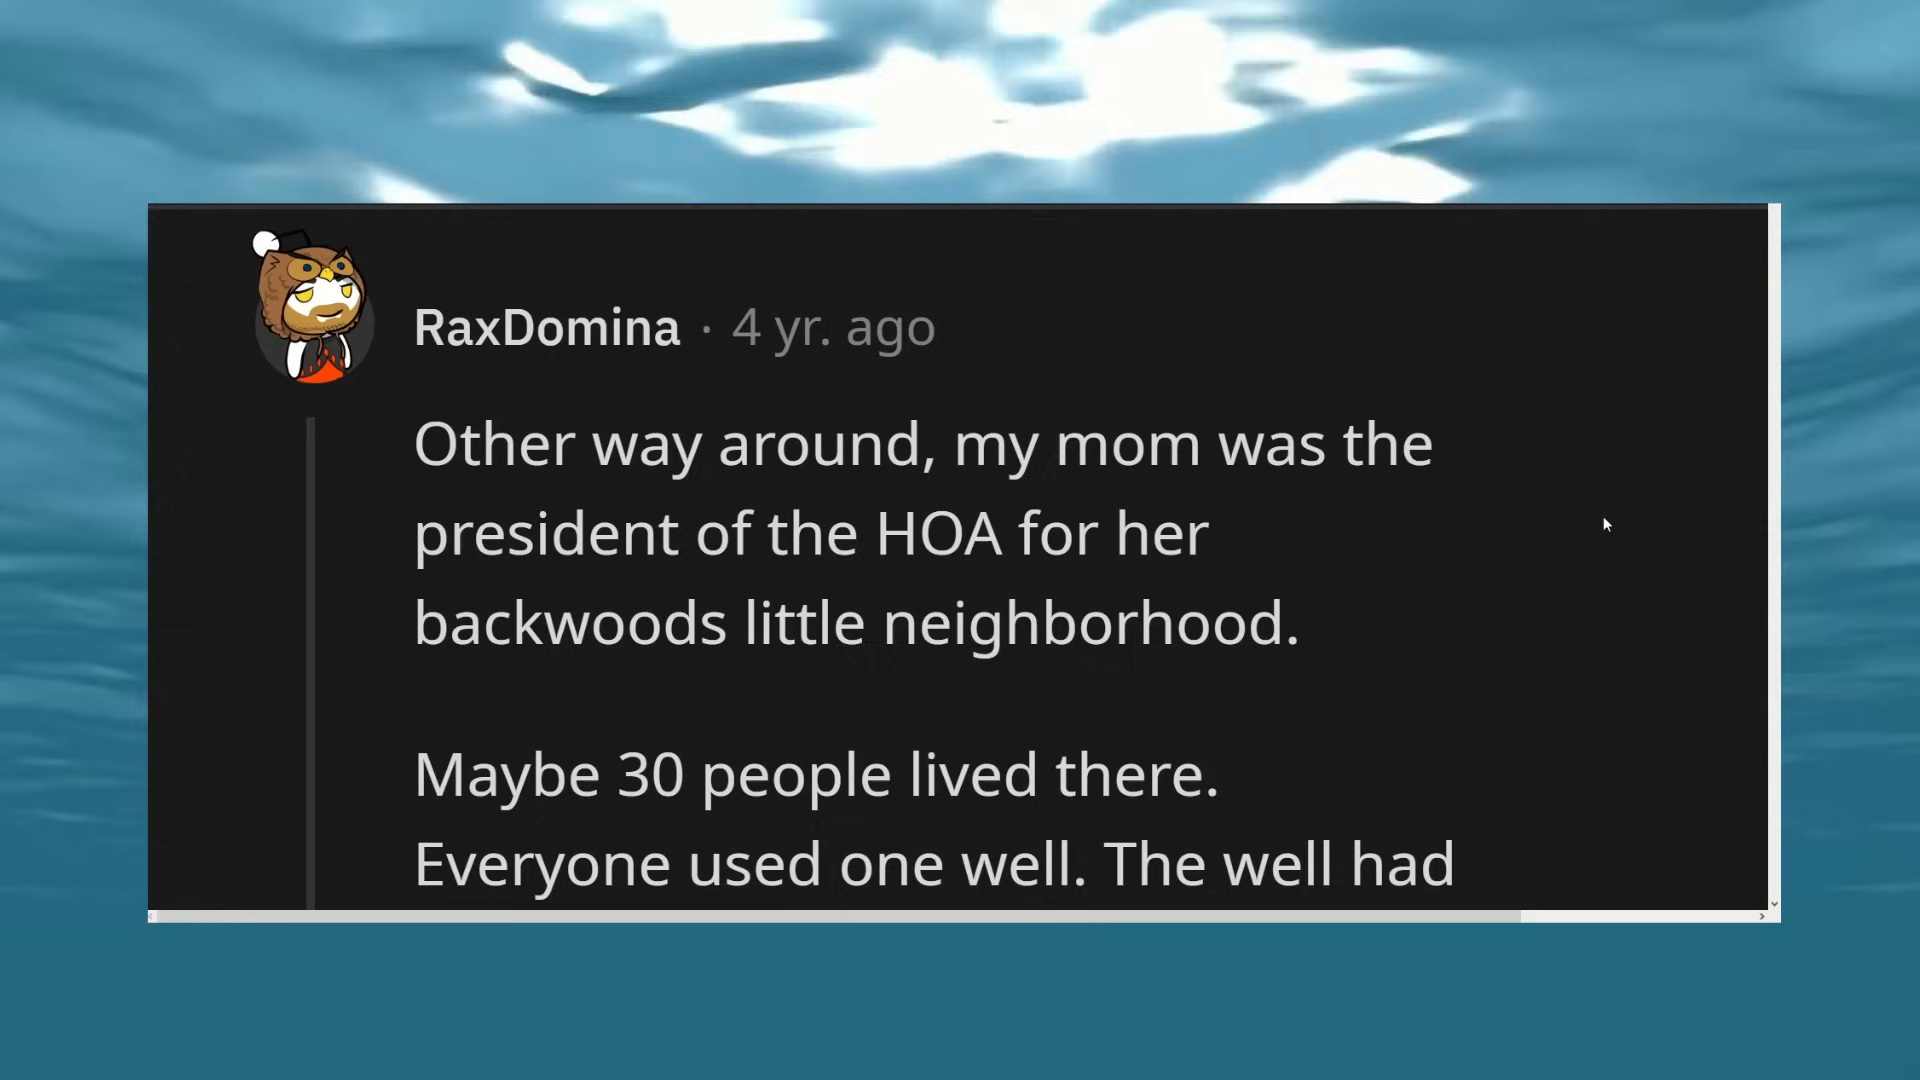 RaxDomina · 4 yr. ago
Other way around, my mom was the
president of the HOA for her
backwoods little neighborhood.
Maybe 30 people lived there.
Everyone used one well. The well had